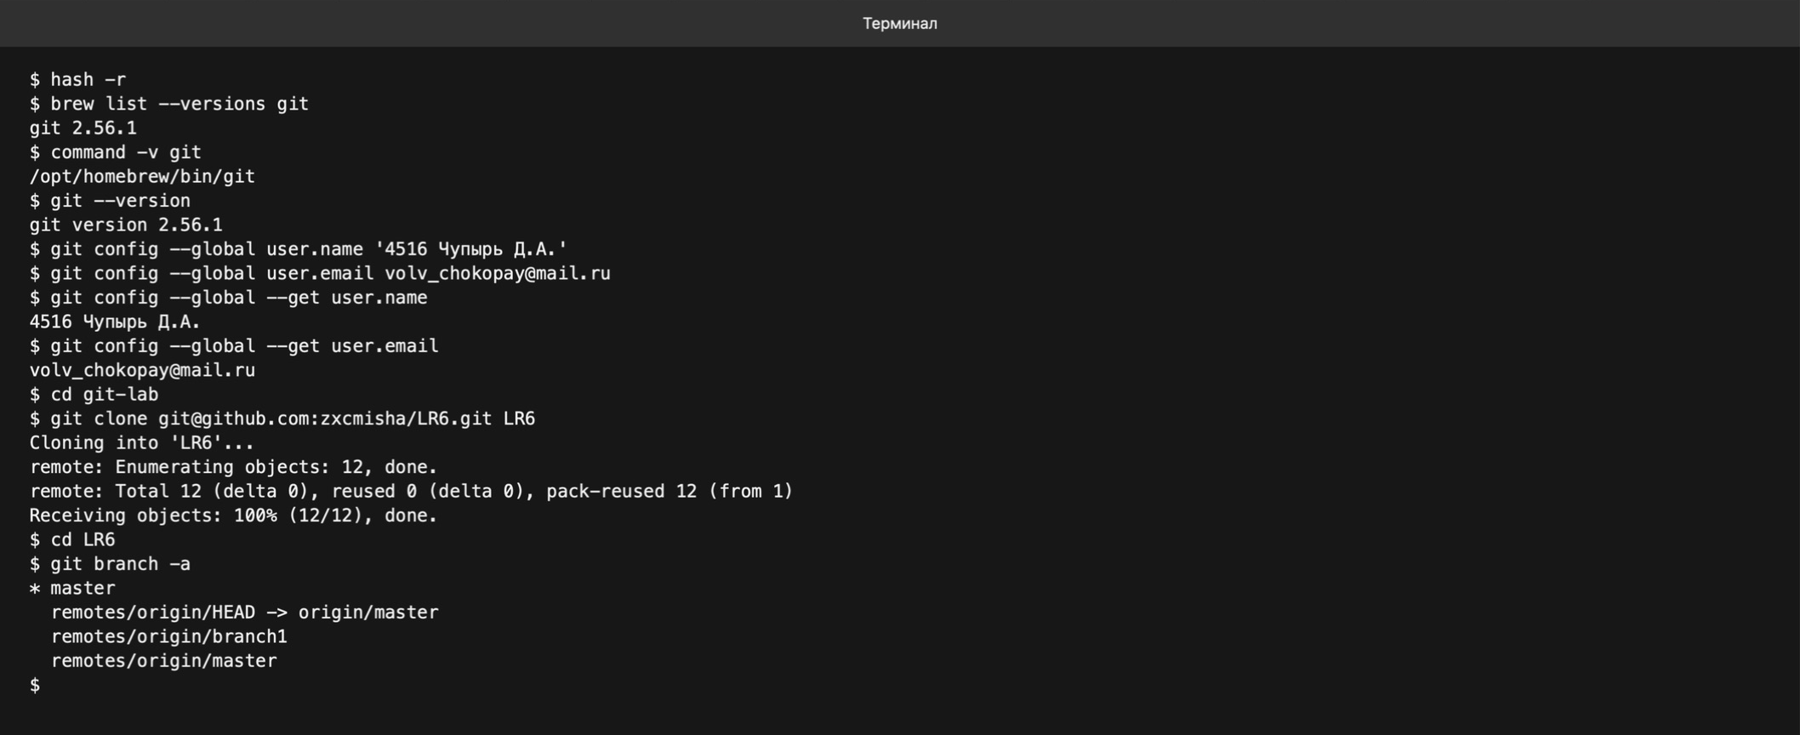 Терминал
$ hash -r
$ brew list --versions git
git 2.56.1
$ command -v git
/opt/homebrew/bin/git
$ git --version
git version 2.56.1
$ git config --global user.name '4516 Чупырь Д.А.'
$ git config --global user.email volv_chokopay@mail.ru
$ git config --global --get user.name
4516 Чупырь Д.А.
$ git config --global --get user.email
volv_chokopay@mail.ru
$ cd git-lab
$ git clone git@github.com:zxcmisha/LR6.git LR6
Cloning into 'LR6'...
remote: Enumerating objects: 12, done.
remote: Total 12 (delta 0), reused 0 (delta 0), pack-reused 12 (from 1)
Receiving objects: 100% (12/12), done.
$ cd LR6
$ git branch -a
* master
  remotes/origin/HEAD -> origin/master
  remotes/origin/branch1
  remotes/origin/master
$